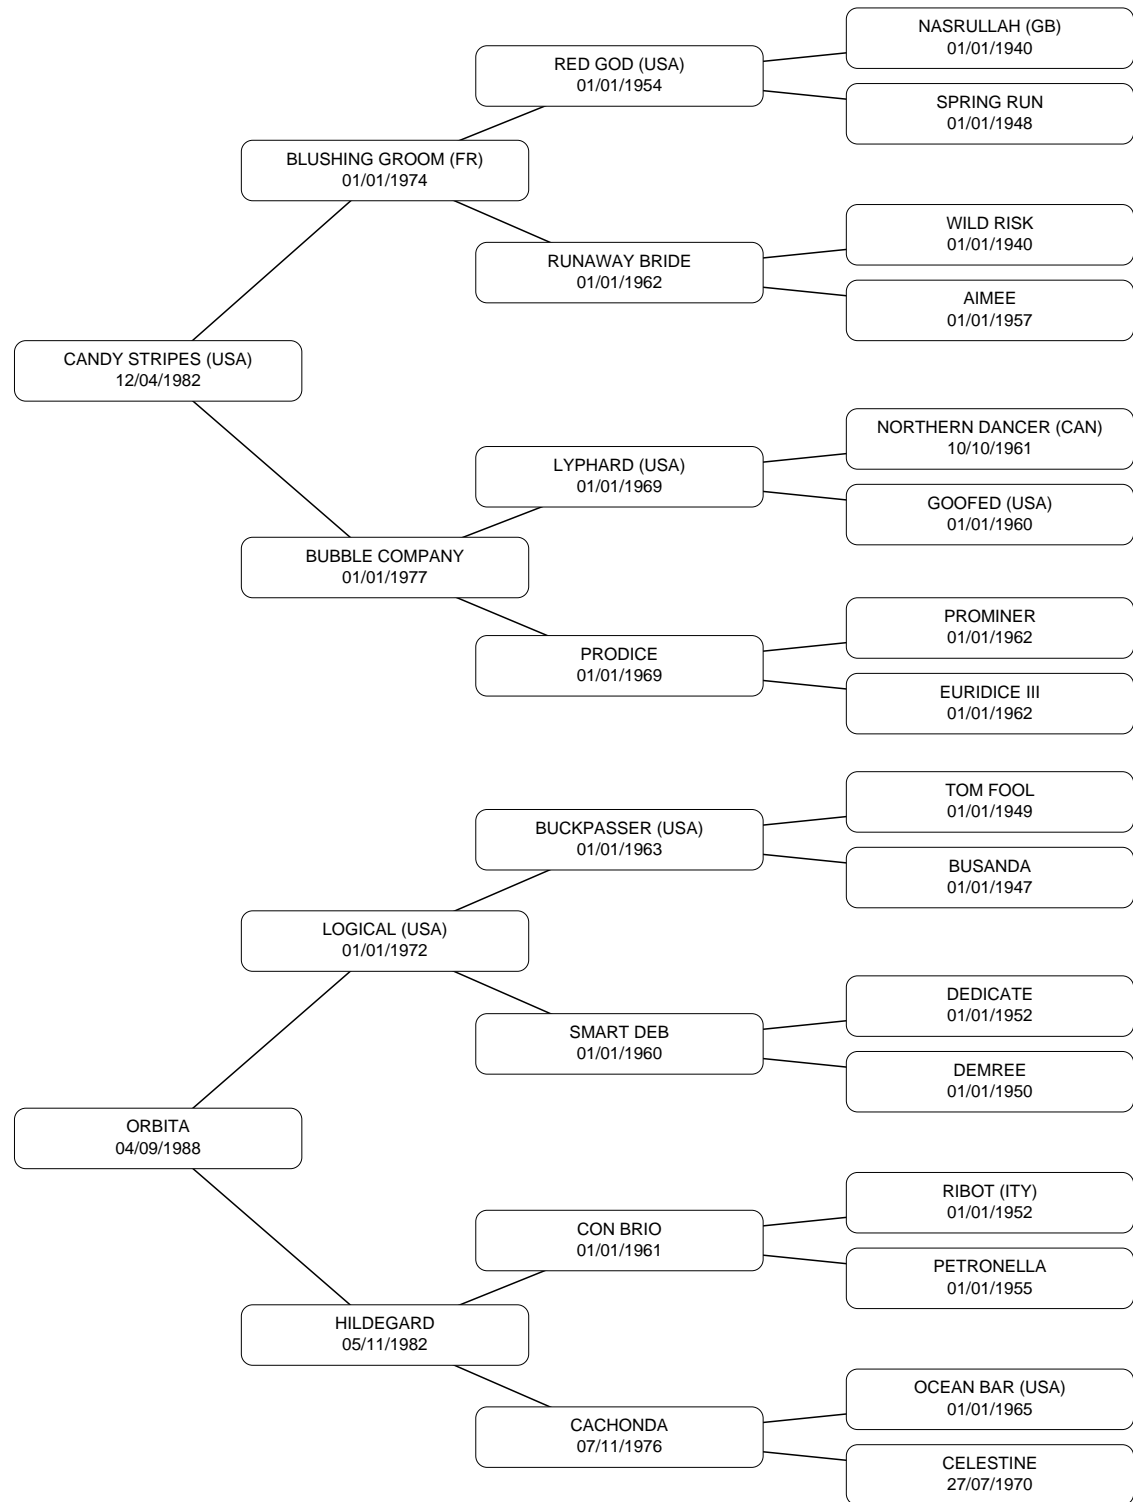 NASRULLAH (GB)
01/01/1940
RED GOD (USA)
01/01/1954
SPRING RUN
01/01/1948
BLUSHING GROOM (FR)
01/01/1974
WILD RISK
01/01/1940
RUNAWAY BRIDE
01/01/1962
AIMEE
01/01/1957
CANDY STRIPES (USA)
12/04/1982
NORTHERN DANCER (CAN)
10/10/1961
LYPHARD (USA)
01/01/1969
GOOFED (USA)
01/01/1960
BUBBLE COMPANY
01/01/1977
PROMINER
01/01/1962
PRODICE
01/01/1969
EURIDICE III
01/01/1962
TOM FOOL
01/01/1949
BUCKPASSER (USA)
01/01/1963
BUSANDA
01/01/1947
LOGICAL (USA)
01/01/1972
DEDICATE
01/01/1952
SMART DEB
01/01/1960
DEMREE
01/01/1950
ORBITA
04/09/1988
RIBOT (ITY)
01/01/1952
CON BRIO
01/01/1961
PETRONELLA
01/01/1955
HILDEGARD
05/11/1982
OCEAN BAR (USA)
01/01/1965
CACHONDA
07/11/1976
CELESTINE
27/07/1970